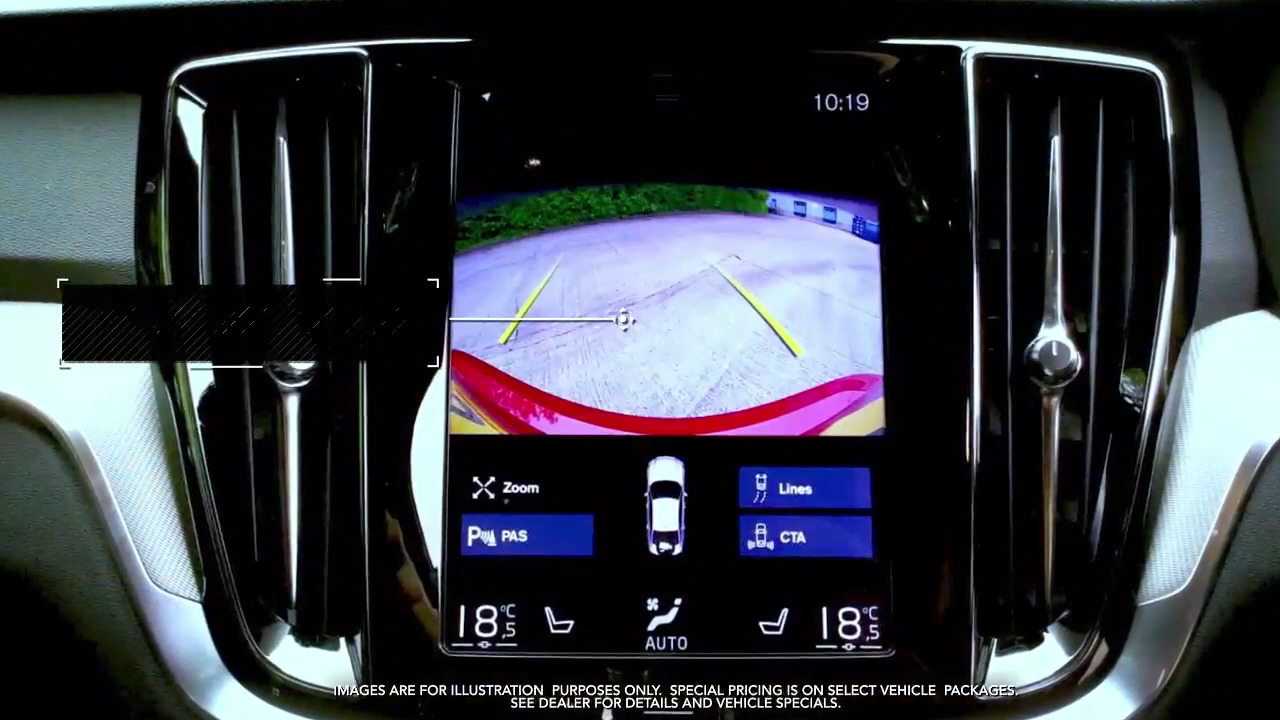 10:19
Zoom
Lines
PAS
CTA
18,5 °C
AUTO
18,5 °C
IMAGES ARE FOR ILLUSTRATION PURPOSES ONLY. SPECIAL PRICING IS ON SELECT VEHICLE PACKAGES.
SEE DEALER FOR DETAILS AND VEHICLE SPECIALS.